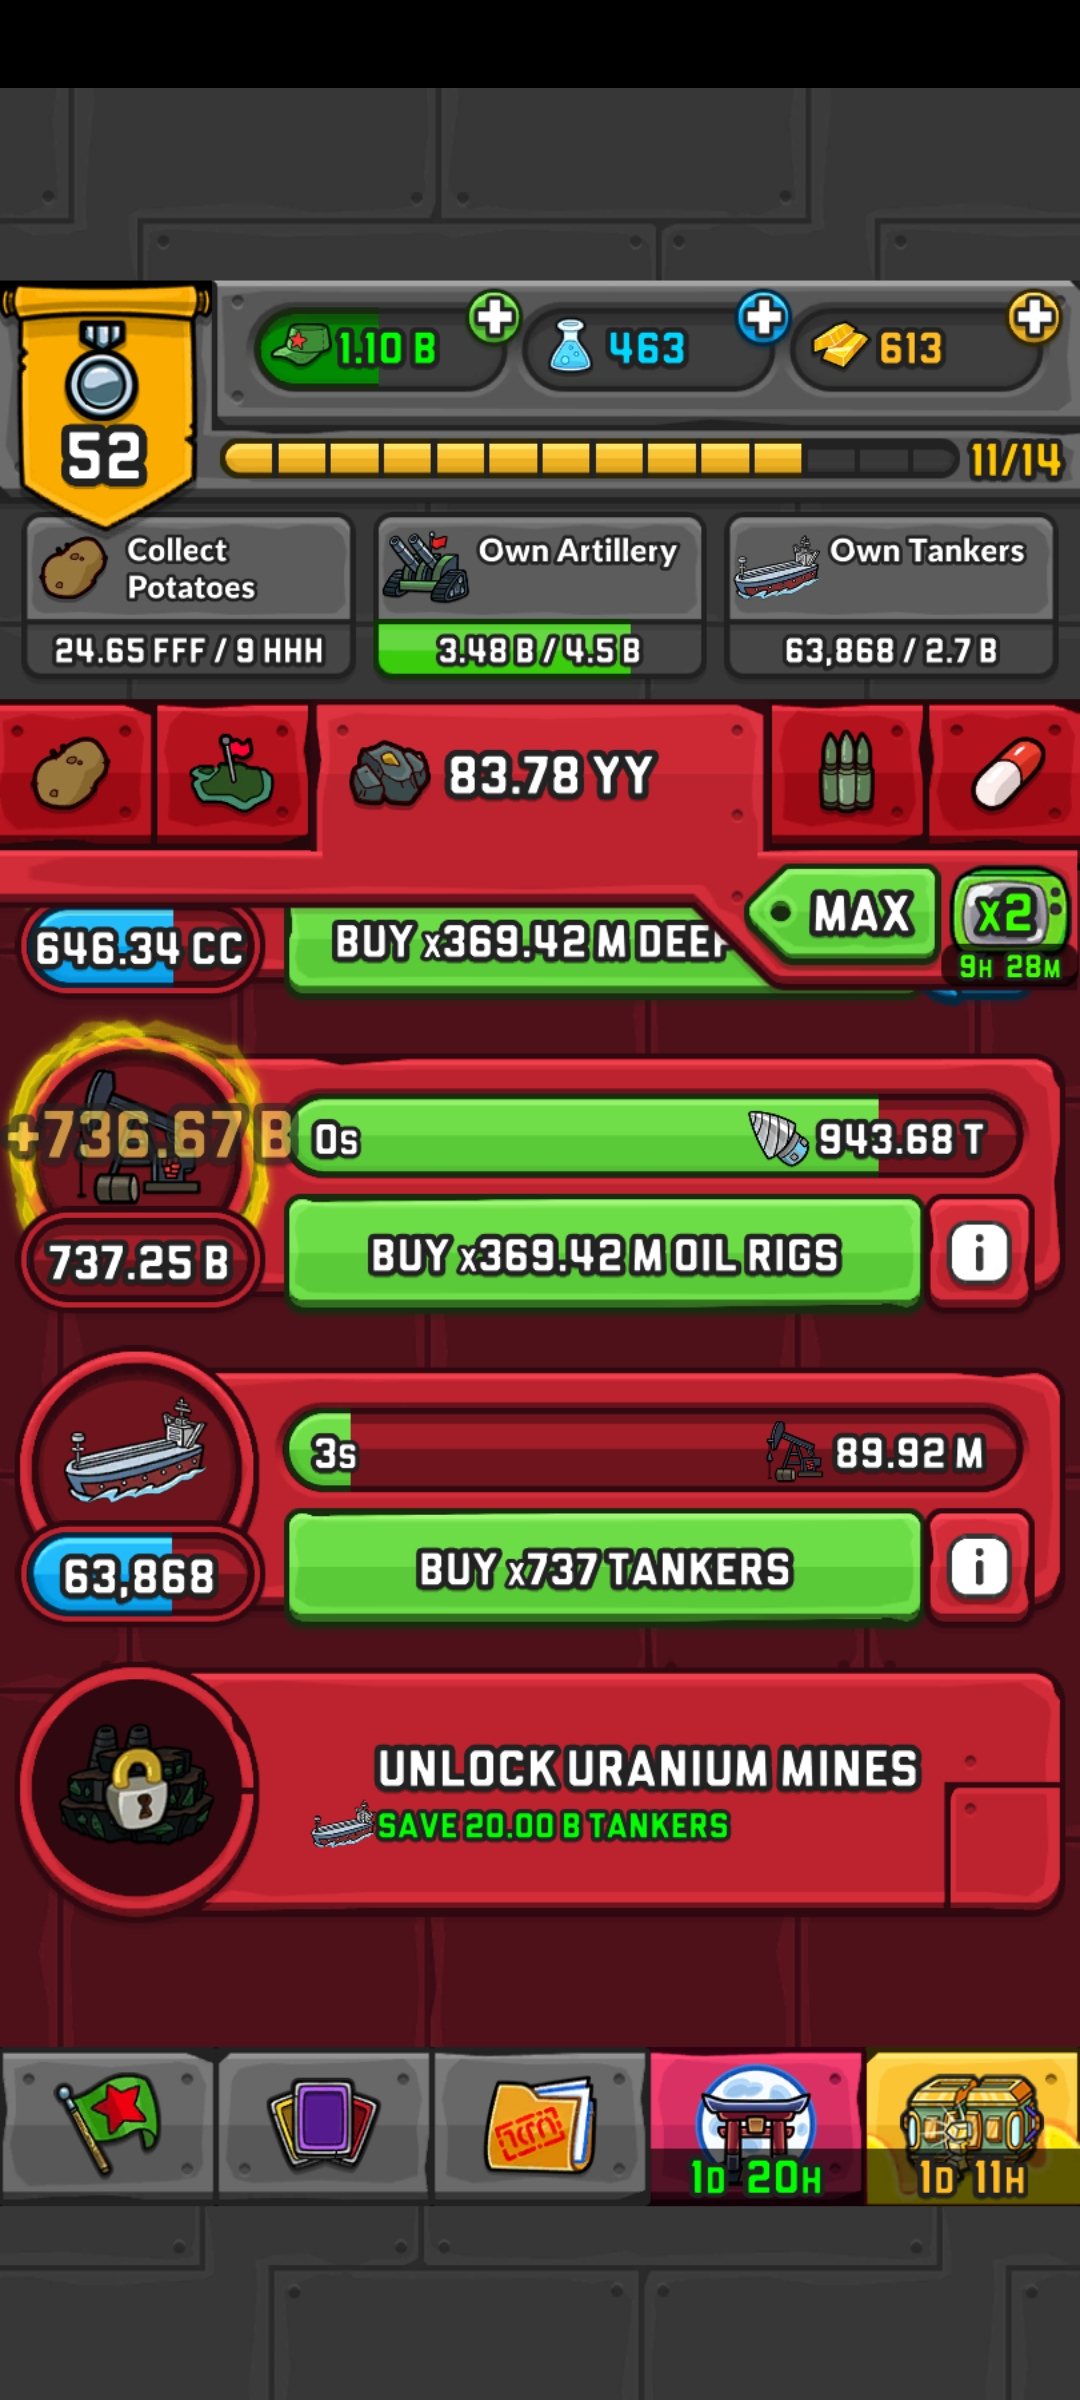 1.10 B
463
613
52
11/14
Collect
Potatoes
24.65 FFF / 9 HHH
Own Artillery
3.48 B / 4.5 B
Own Tankers
63,868 / 2.7 B
83.78 YY
MAX
x2
9H 28M
646.34 CC
BUY x369.42 M DEEP
+736.67 B
0s
943.68 T
737.25 B
BUY x369.42 M OIL RIGS
i
3s
89.92 M
63,868
BUY x737 TANKERS
i
UNLOCK URANIUM MINES
SAVE 20.00 B TANKERS
1D 20H
1D 11H